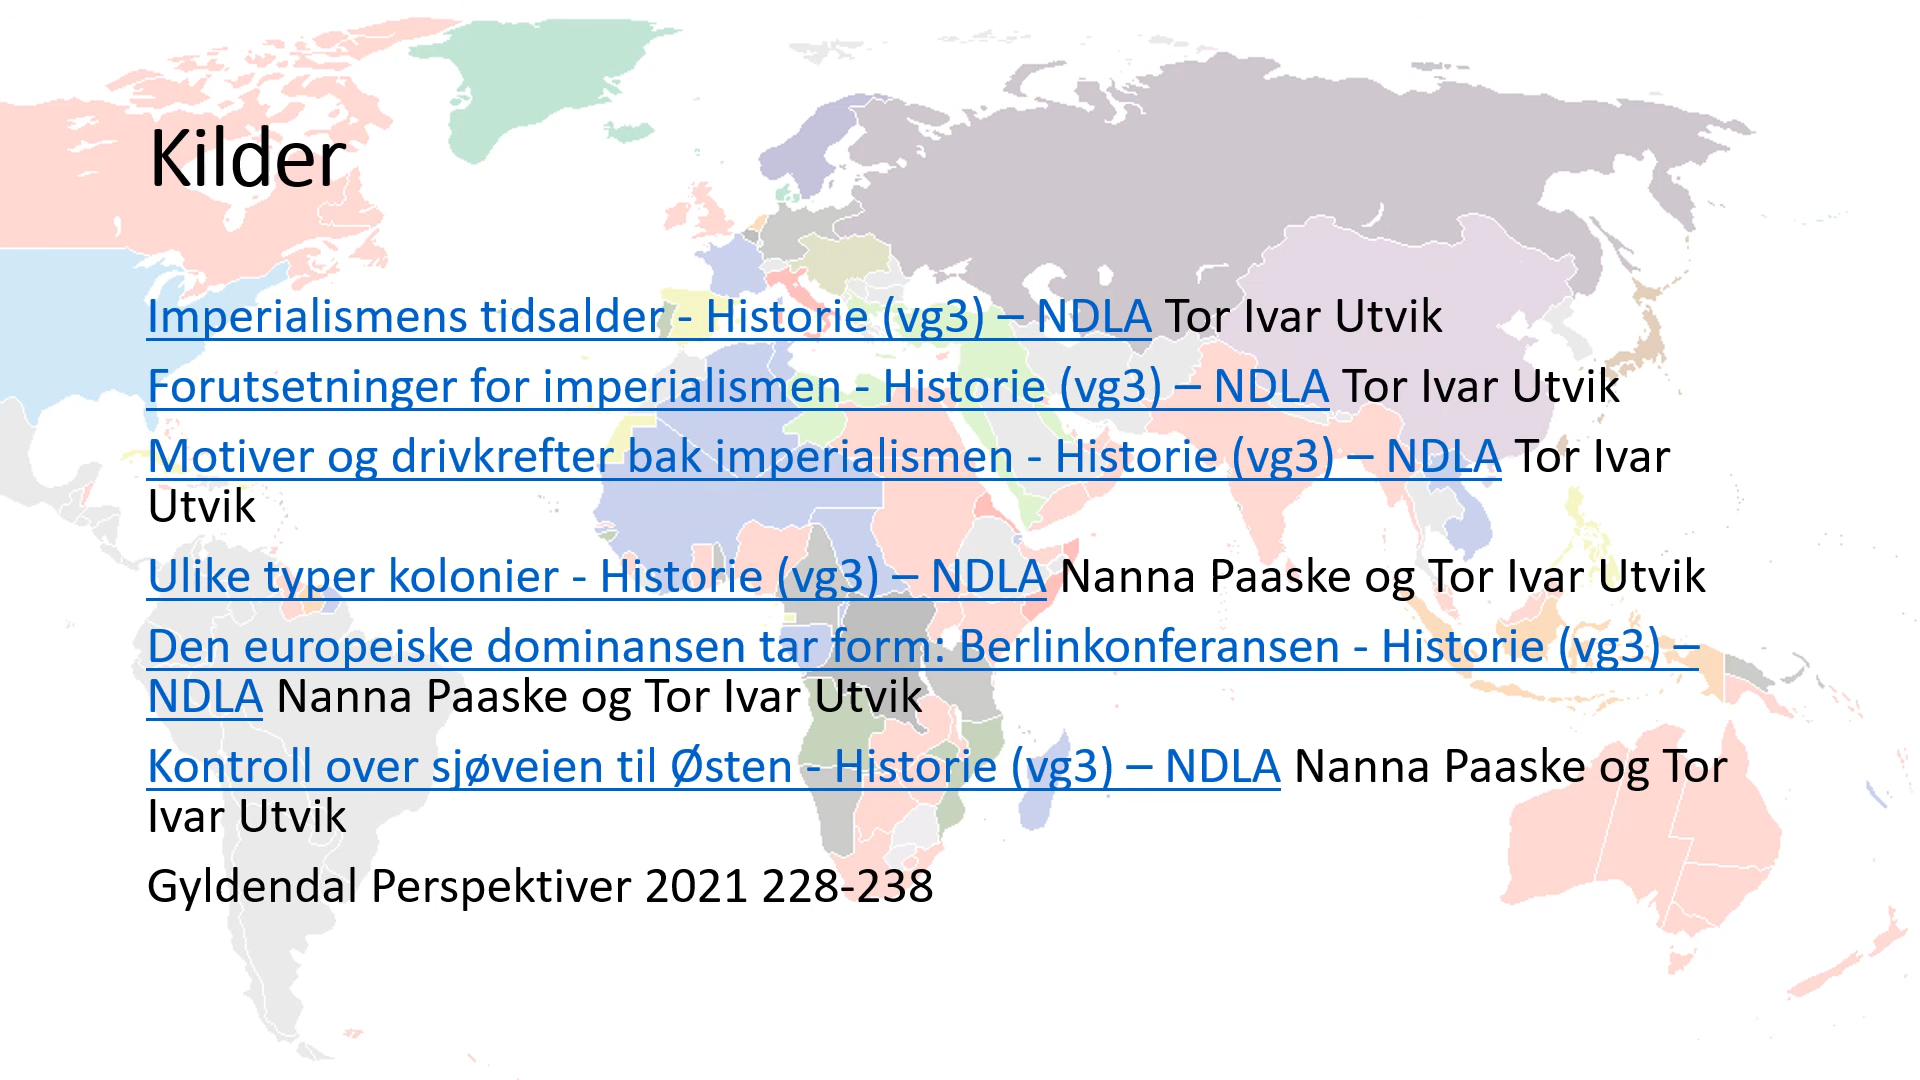 Kilder
Imperialismens tidsalder - Historie (vg3) – NDLA Tor Ivar Utvik
Forutsetninger for imperialismen - Historie (vg3) – NDLA Tor Ivar Utvik
Motiver og drivkrefter bak imperialismen - Historie (vg3) – NDLA Tor Ivar
Utvik
Ulike typer kolonier - Historie (vg3) – NDLA Nanna Paaske og Tor Ivar Utvik
Den europeiske dominansen tar form: Berlinkonferansen - Historie (vg3) –
NDLA Nanna Paaske og Tor Ivar Utvik
Kontroll over sjøveien til Østen - Historie (vg3) – NDLA Nanna Paaske og Tor
Ivar Utvik
Gyldendal Perspektiver 2021 228-238